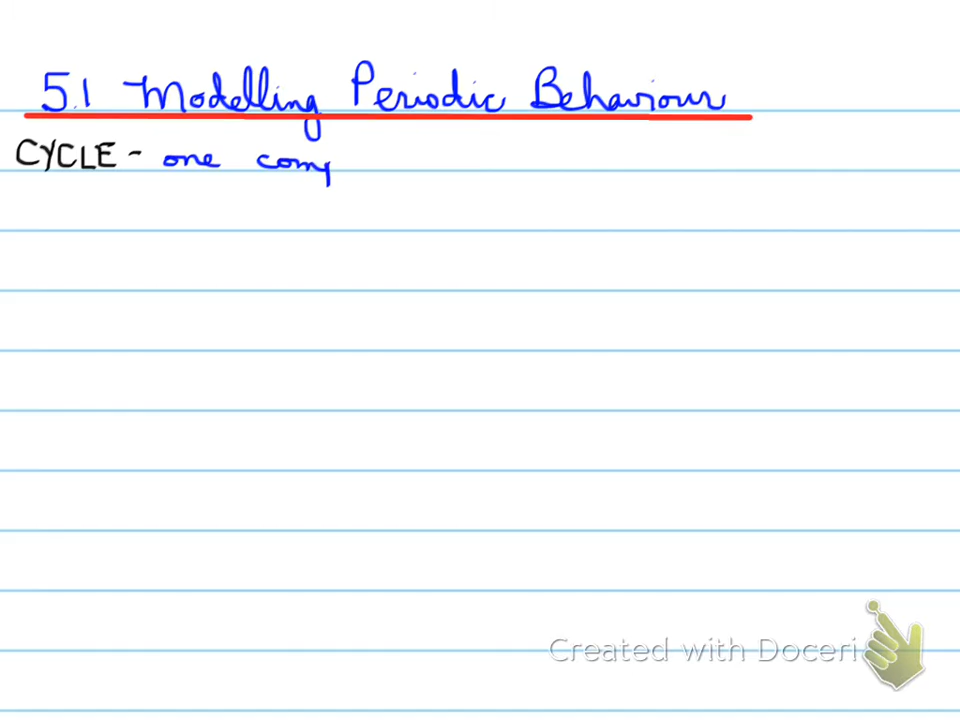 5.1 Modelling Periodic Behaviour
CYCLE - one comp
Created with Doceri